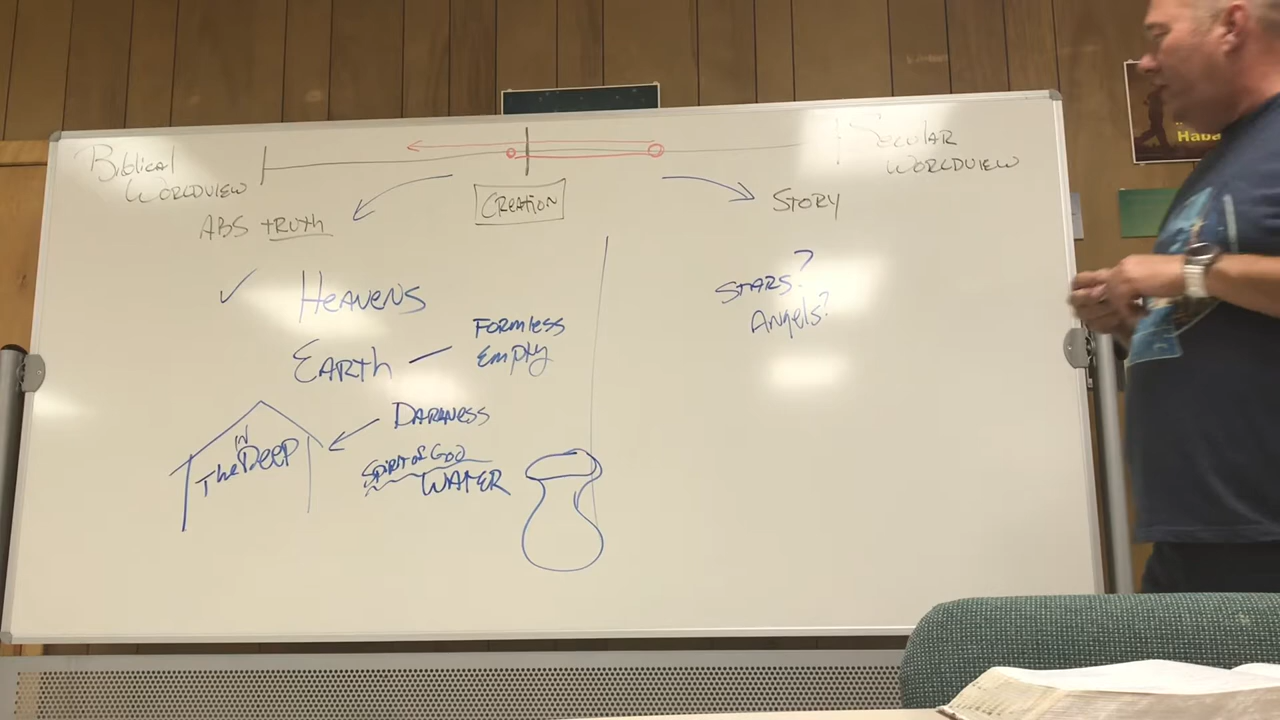 Biblical
Worldview
Secular
Worldview
Creation
ABS truth
Story
Heavens
Stars?
Angels?
Earth — Formless
Empty
Darkness
IN
The Deep
Spirit of God
Water
Haba